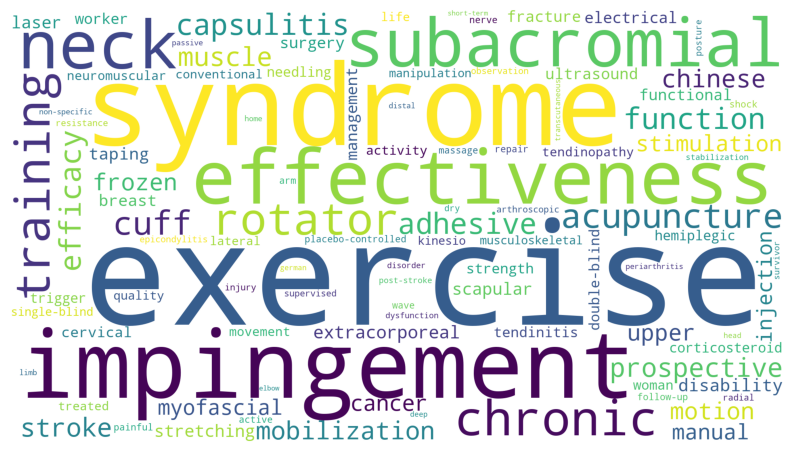 short-term
laser worker capsulitis life nerve fracture electrical
neck muscle surgery passive subacromial posture
neuromuscular conventional needling manipulation observation ultrasound chinese
syndrome
non-specific resistance
training
management
distal
transcutaneous
functional shock
home
function
stimulation
taping activity massage repair tendinopathy stabilization
efficacy
frozen effectiveness
breast arm
cuff rotator adhesive dry arthroscopic acupuncture
epicondylitis lateral placebo-controlled kinesio musculoskeletal hemiplegic
exercise
double-blind
injection
survivor
german disorder periarthritis
trigger quality injury supervised post-stroke strength scapular
single-blind wave dysfunction
cervical movement extracorporeal tendinitis upper
impingement corticosteroid
head
limb elbow prospective
woman disability
treated myofascial cancer chronic follow-up radial
stroke painful stretching active mobilization deep motion manual